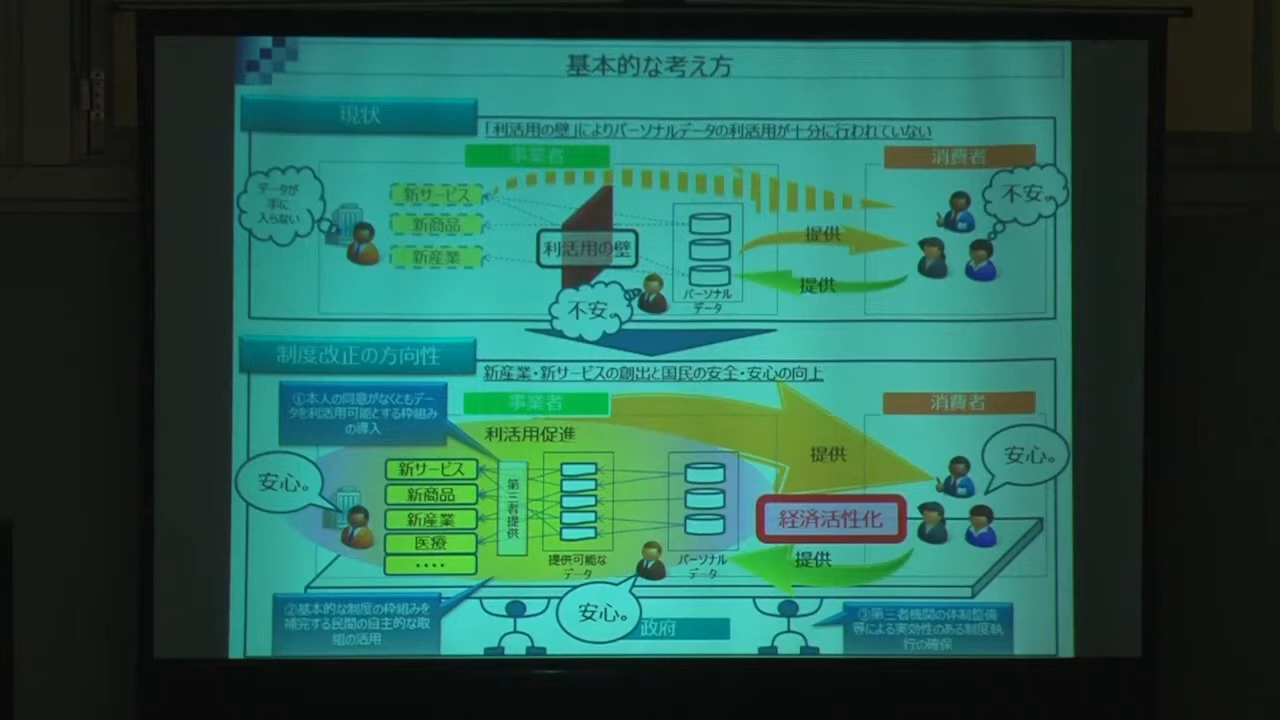 基本的な考え方
現状
「利活用の壁」によりパーソナルデータの利活用が十分に行われていない
事業者
消費者
データが
手に
入らない
新サービス
新商品
新産業
利活用の壁
不安。
パーソナル
データ
提供
提供
不安。
制度改正の方向性
新産業・新サービスの創出と国民の安全・安心の向上
①本人の同意がなくともデー
タを利活用可能とする枠組み
の導入
事業者
消費者
利活用促進
提供
安心。
安心。
新サービス
新商品
新産業
医療
････
第三者提供
提供可能な
データ
パーソナル
データ
経済活性化
提供
安心。
②基本的な制度の枠組みを
補完する民間の自主的な取
組の活用
政府
③第三者機関の体制整備
等による実効性のある制度執
行の確保